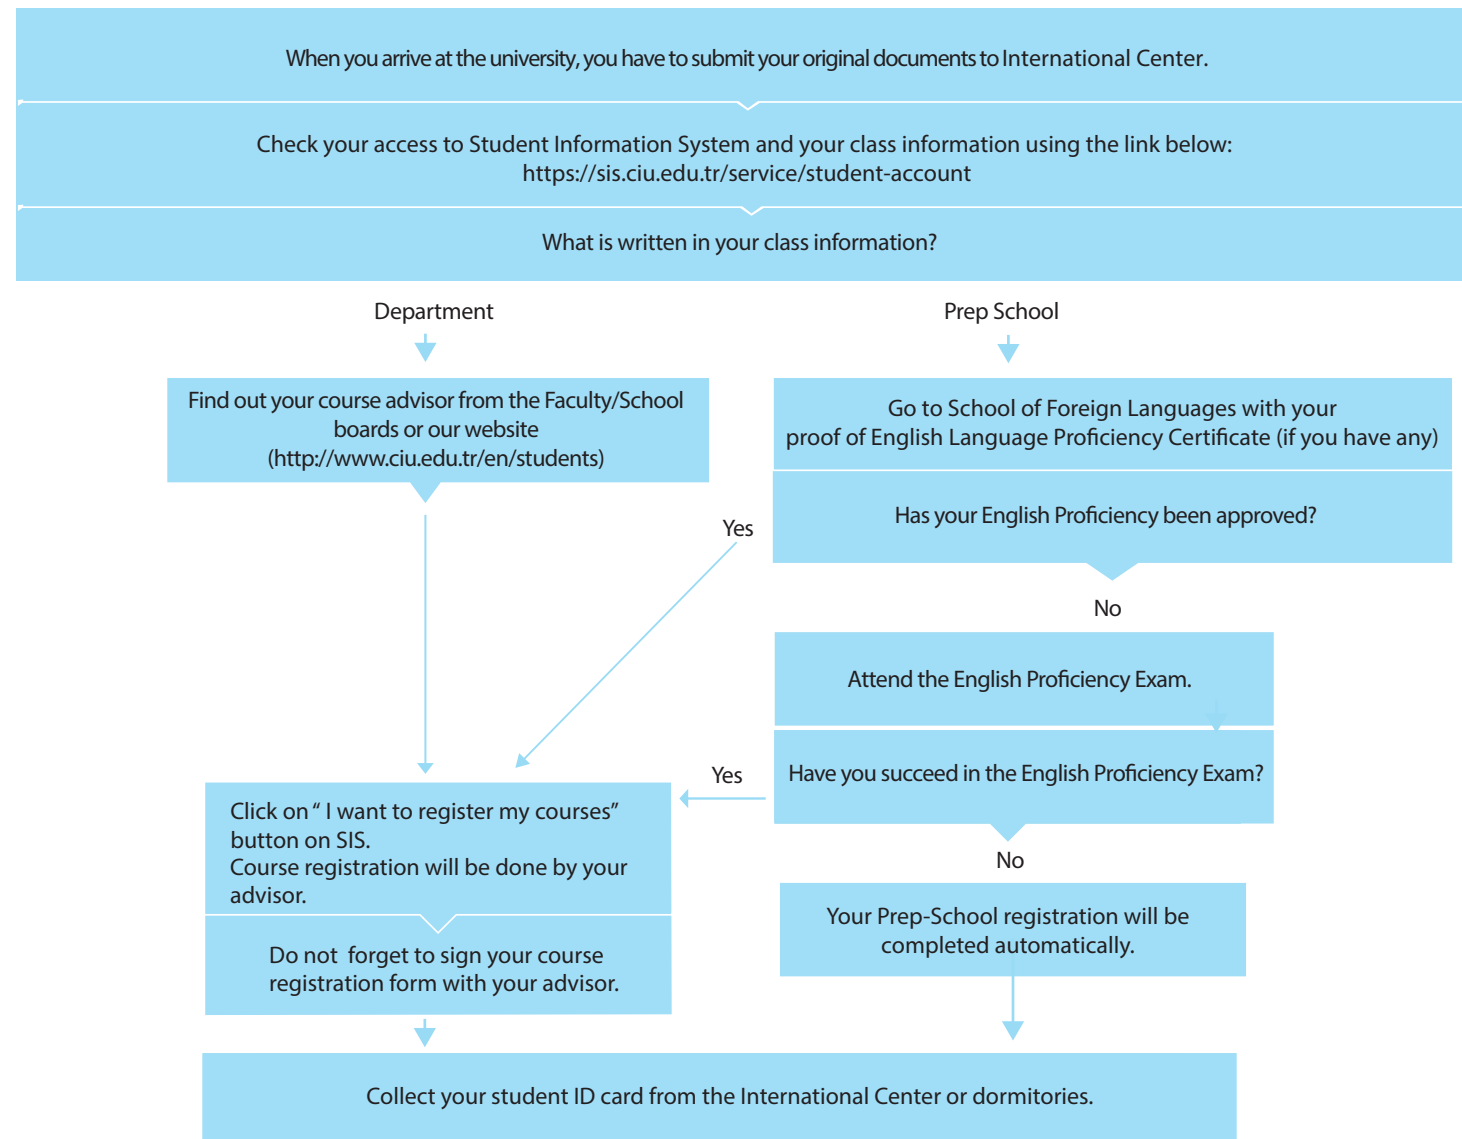 When you arrive at the university, you have to submit your original documents to International Center.
Check your access to Student Information System and your class information using the link below:
https://sis.ciu.edu.tr/service/student-account
What is written in your class information?
Department
Prep School
Find out your course advisor from the Faculty/School
boards or our website
(http://www.ciu.edu.tr/en/students)
Go to School of Foreign Languages with your
proof of English Language Proficiency Certificate (if you have any)
Has your English Proficiency been approved?
Yes
No
Attend the English Proficiency Exam.
Have you succeed in the English Proficiency Exam?
Yes
No
Click on “ I want to register my courses”
button on SIS.
Course registration will be done by your
advisor.
Do not forget to sign your course
registration form with your advisor.
Your Prep-School registration will be
completed automatically.
Collect your student ID card from the International Center or dormitories.